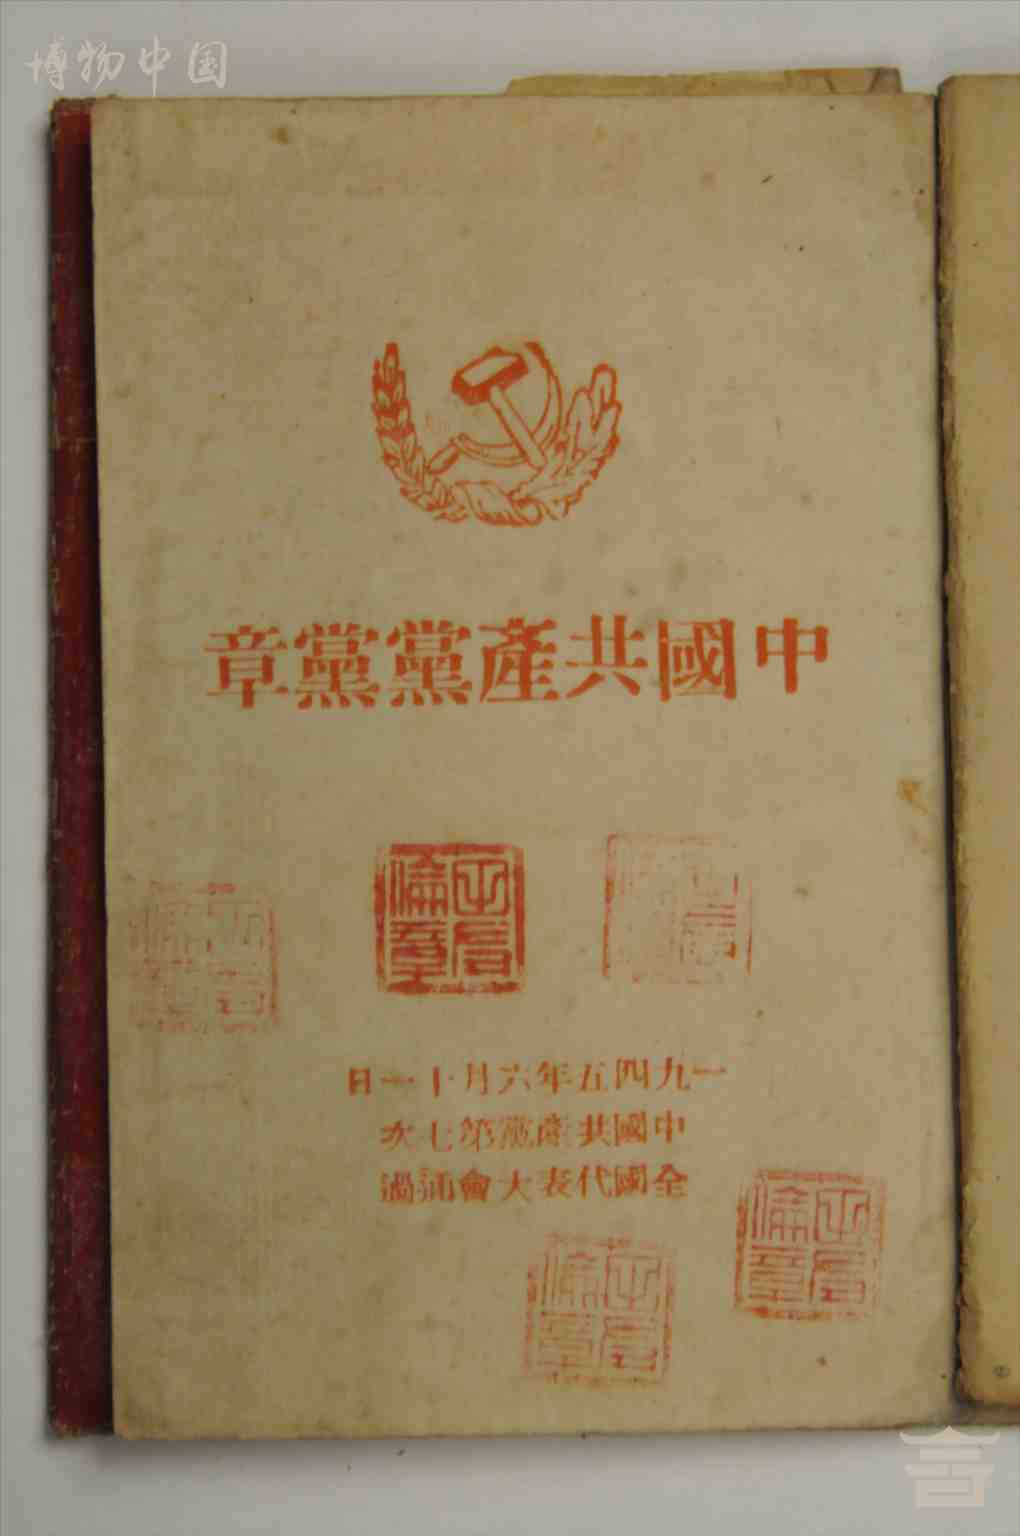 博物中国
中國共產黨黨章
一九四五年六月十一日
中國共產黨第七次
全國代表大會通過